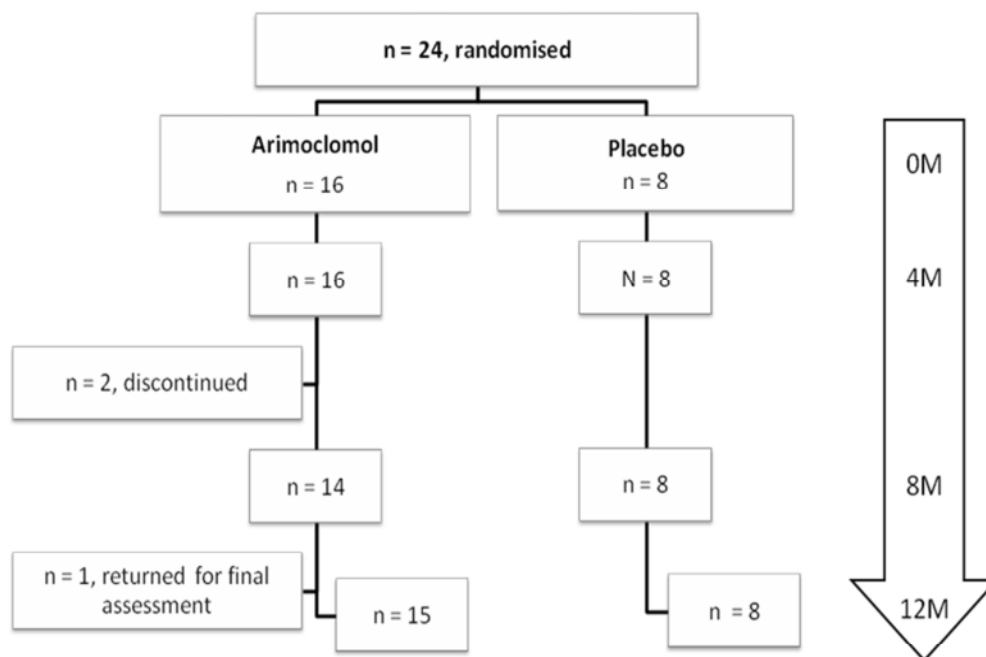 n = 24, randomised
Arimoclomol
n = 16
Placebo
n = 8
0M
n = 16
N = 8
4M
n = 2, discontinued
n = 14
n = 8
8M
n = 1, returned for final
assessment
n = 15
n = 8
12M